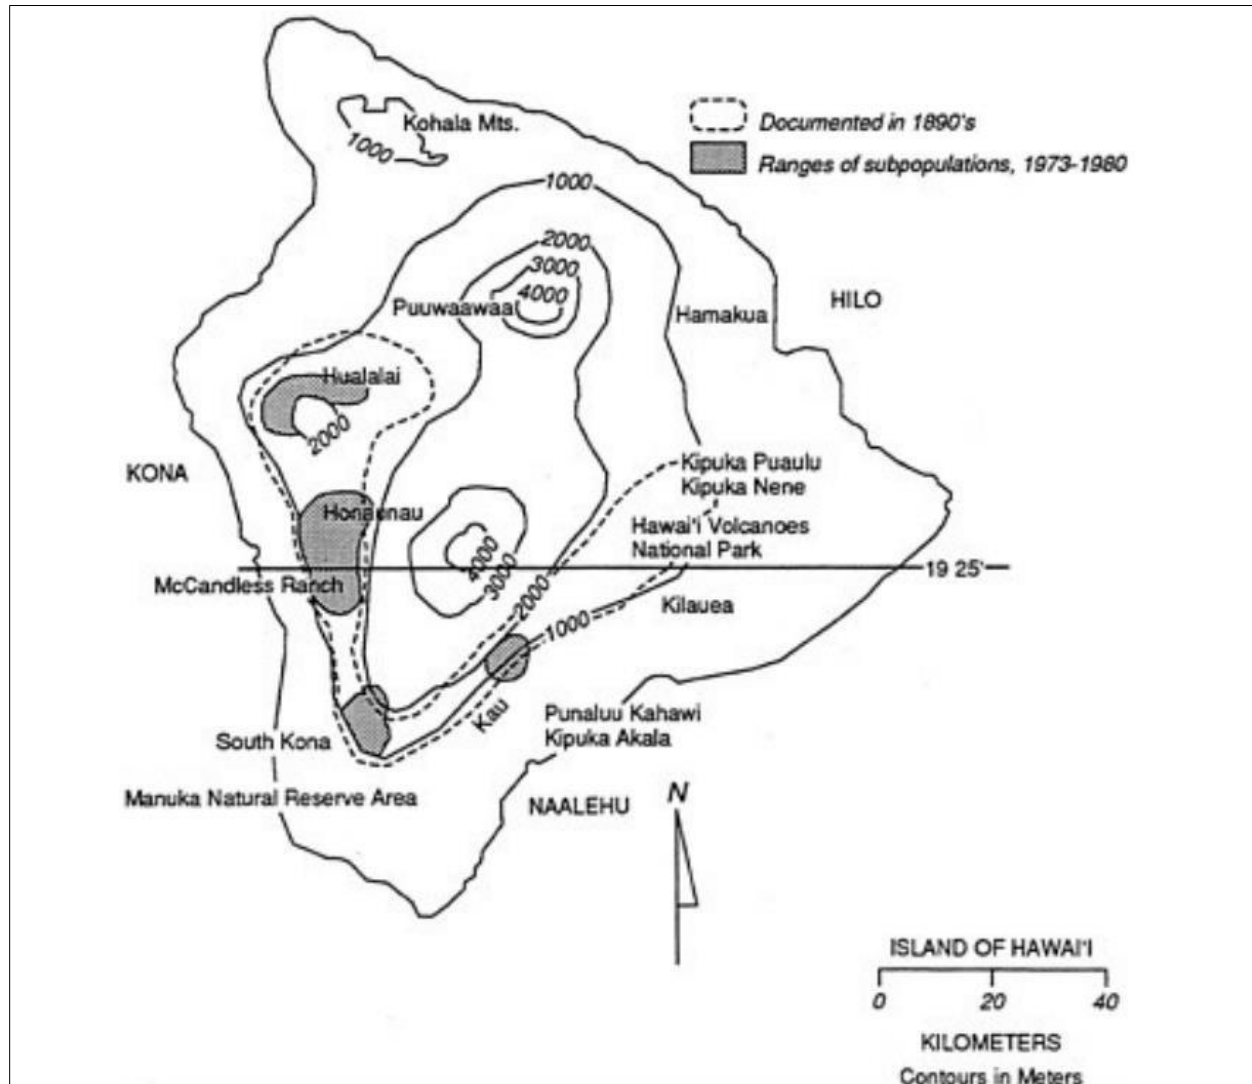 Kohala Mts.
1000
Documented in 1890's
Ranges of subpopulations, 1973-1980
1000
2000
3000
4000
Puuwaawaa
Hamakua
HILO
Hualalai
2000
KONA
Kipuka Puaulu
Kipuka Nene
Honaunau
Hawai'i Volcanoes
National Park
4000
3000
19 25'
McCandless Ranch
2000
Kilauea
1000
Kau
Punaluu Kahawi
Kipuka Akala
South Kona
Manuka Natural Reserve Area
NAALEHU
N
ISLAND OF HAWAI'I
0 20 40
KILOMETERS
Contours in Meters